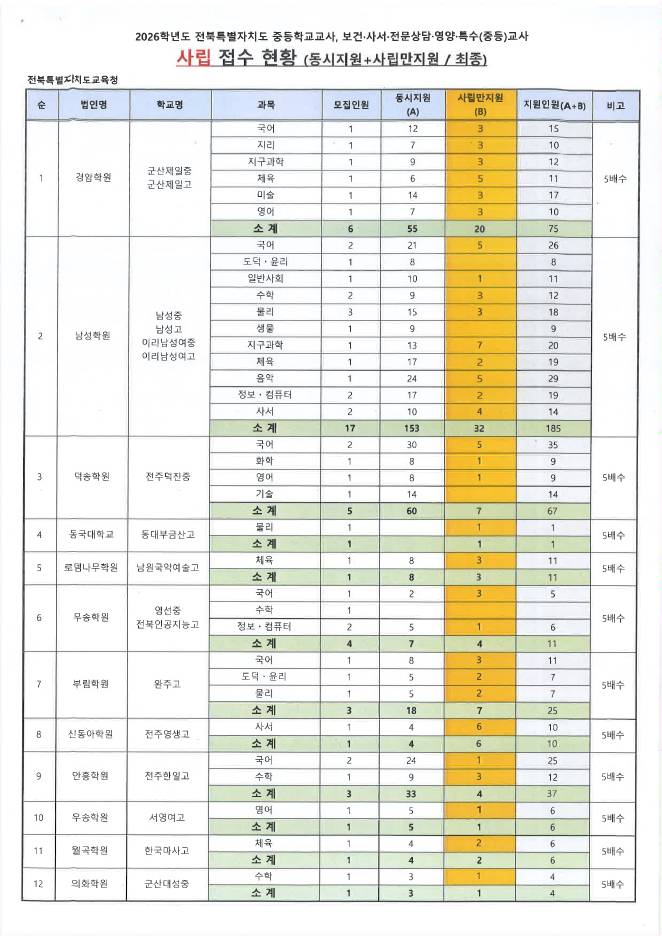 2026학년도 전북특별자치도 중등학교교사, 보건·사서·전문상담·영양·특수(중등)교사
사립 접수 현황 (동시지원+사립만지원 / 최종)
전북특별자치도교육청
순 법인명 학교명 과목 모집인원 동시지원 (A) 사립만지원 (B) 지원인원(A+B) 비고
1 경암학원 군산제일중 군산제일고 5배수
국어 1 12 3 15
지리 1 7 3 10
지구과학 1 9 3 12
체육 1 6 5 11
미술 1 14 3 17
영어 1 7 3 10
소 계 6 55 20 75
2 남성학원 남성중 남성고 이리남성여중 이리남성여고 5배수
국어 2 21 5 26
도덕·윤리 1 8 8
일반사회 1 10 1 11
수학 2 9 3 12
물리 3 15 3 18
생물 1 9 9
지구과학 1 13 7 20
체육 1 17 2 19
음악 1 24 5 29
정보·컴퓨터 2 17 2 19
사서 2 10 4 14
소 계 17 153 32 185
3 덕송학원 전주덕진중 5배수
국어 2 30 5 35
화학 1 8 1 9
영어 1 8 1 9
기술 1 14 14
소 계 5 60 7 67
4 동국대학교 동대부금산고 5배수
물리 1 1 1
소 계 1 1 1
5 로뎀나무학원 남원국악예술고 5배수
체육 1 8 3 11
소 계 1 8 3 11
6 무송학원 영선중 전북인공지능고 5배수
국어 1 2 3 5
수학 1
정보·컴퓨터 2 5 1 6
소 계 4 7 4 11
7 부림학원 완주고 5배수
국어 1 8 3 11
도덕·윤리 1 5 2 7
물리 1 5 2 7
소 계 3 18 7 25
8 신동아학원 전주영생고 5배수
사서 1 4 6 10
소 계 1 4 6 10
9 안흥학원 전주한일고 5배수
국어 2 24 1 25
수학 1 9 3 12
소 계 3 33 4 37
10 우송학원 서영여고 5배수
영어 1 5 1 6
소 계 1 5 1 6
11 월곡학원 한국마사고 5배수
체육 1 4 2 6
소 계 1 4 2 6
12 의화학원 군산대성중 5배수
수학 1 3 1 4
소 계 1 3 1 4